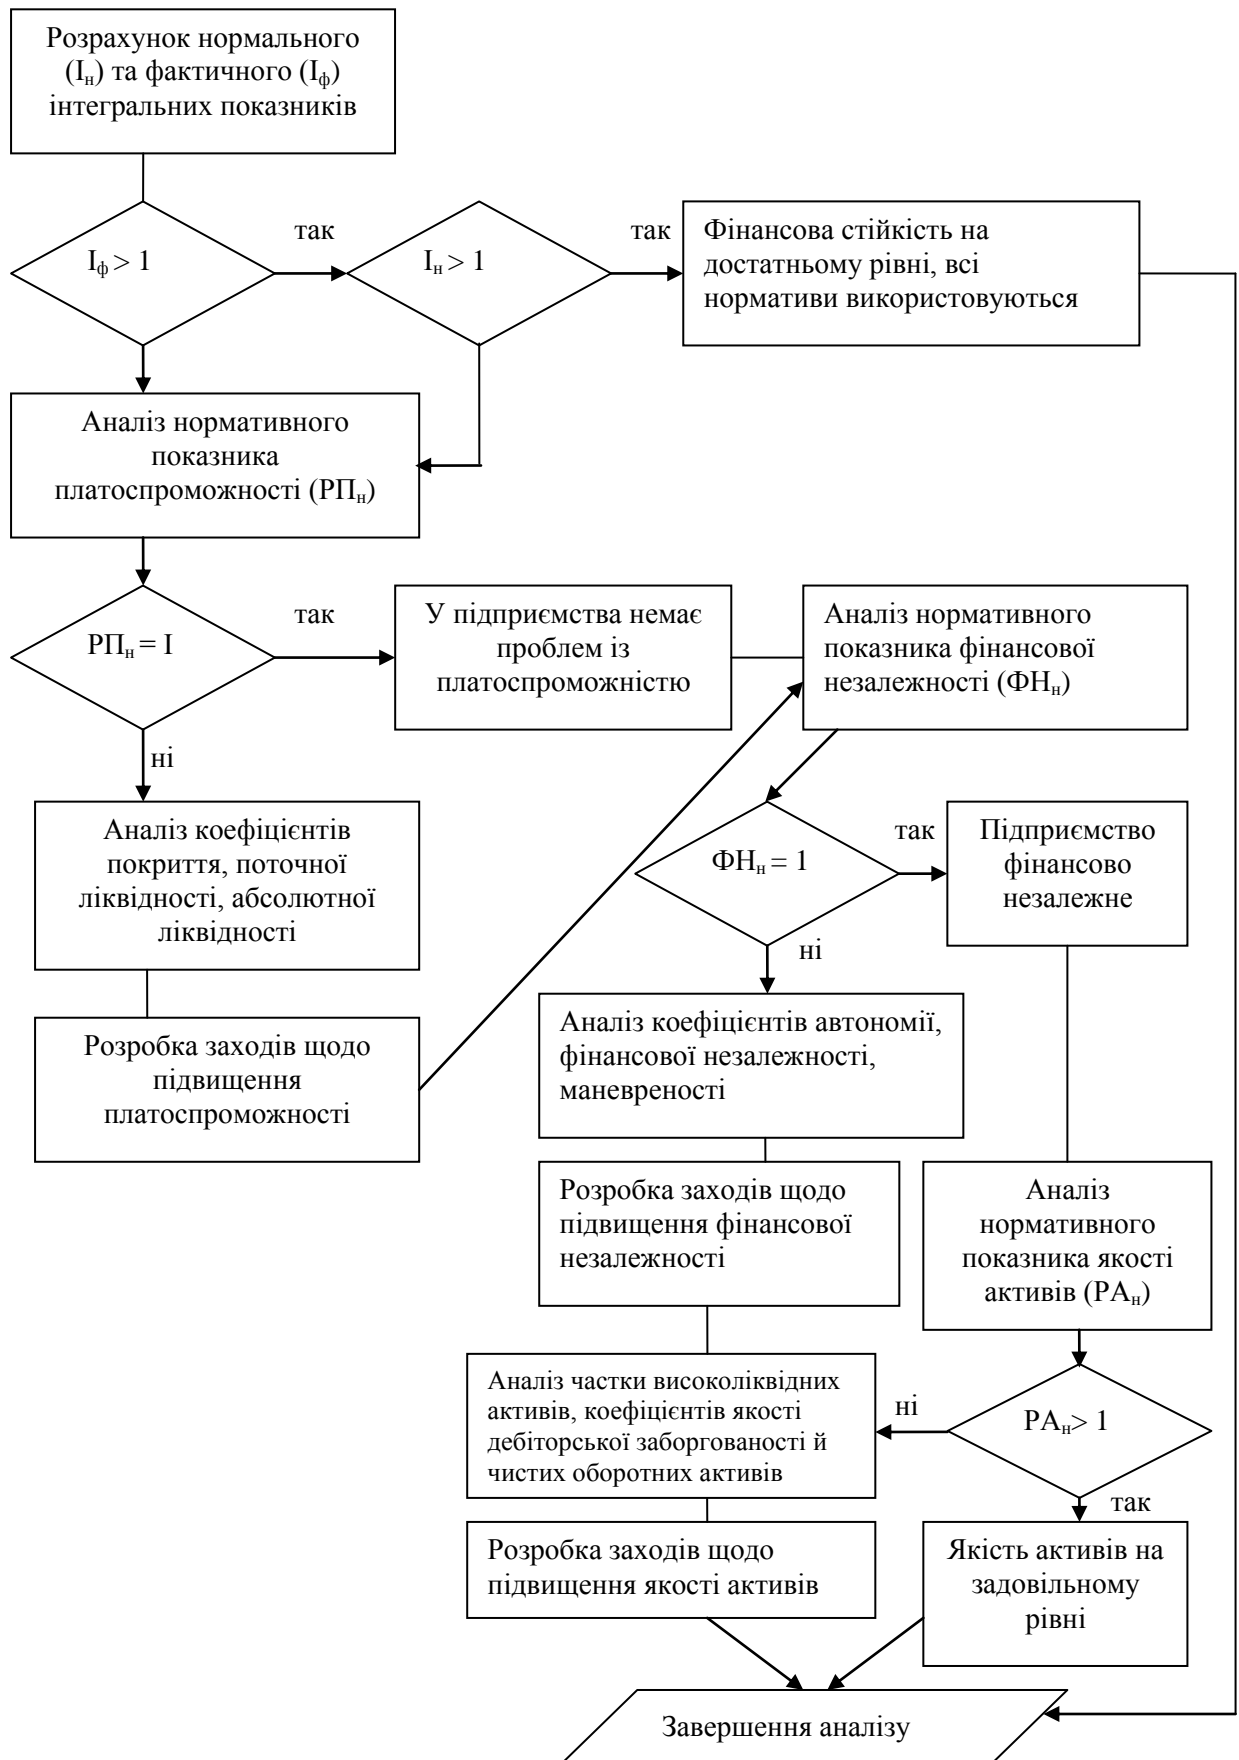 Розрахунок нормального
(Iн) та фактичного (Iф)
інтегральних показників
Iф > 1
так
Iн > 1
так
Фінансова стійкість на
достатньому рівні, всі
нормативи використовуються
Аналіз нормативного
показника
платоспроможності (РПн)
РПн = I
так
У підприємства немає
проблем із
платоспроможністю
Аналіз нормативного
показника фінансової
незалежності (ФНн)
ні
Аналіз коефіцієнтів
покриття, поточної
ліквідності, абсолютної
ліквідності
ФНн = 1
так
Підприємство
фінансово
незалежне
ні
Розробка заходів щодо
підвищення
платоспроможності
Аналіз коефіцієнтів автономії,
фінансової незалежності,
маневреності
Розробка заходів щодо
підвищення фінансової
незалежності
Аналіз
нормативного
показника якості
активів (РАн)
Аналіз частки високоліквідних
активів, коефіцієнтів якості
дебіторської заборгованості й
чистих оборотних активів
ні
РАн> 1
так
Розробка заходів щодо
підвищення якості активів
Якість активів на
задовільному
рівні
Завершення аналізу